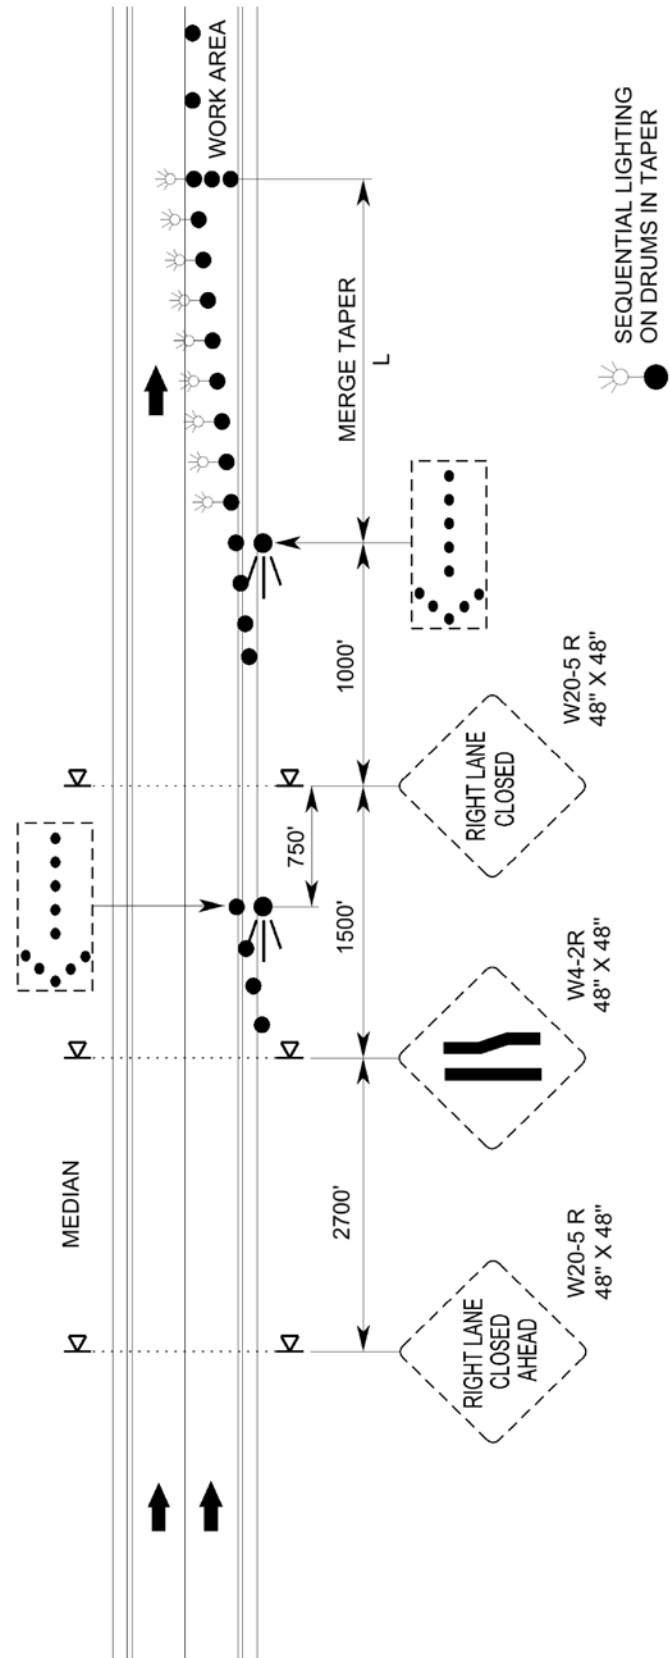 MEDIAN
WORK AREA
RIGHT LANE
CLOSED
AHEAD
W20-5 R
48" X 48"
2700'
W4-2R
48" X 48"
1500'
750'
RIGHT LANE
CLOSED
W20-5 R
48" X 48"
1000'
MERGE TAPER
L
SEQUENTIAL LIGHTING
ON DRUMS IN TAPER